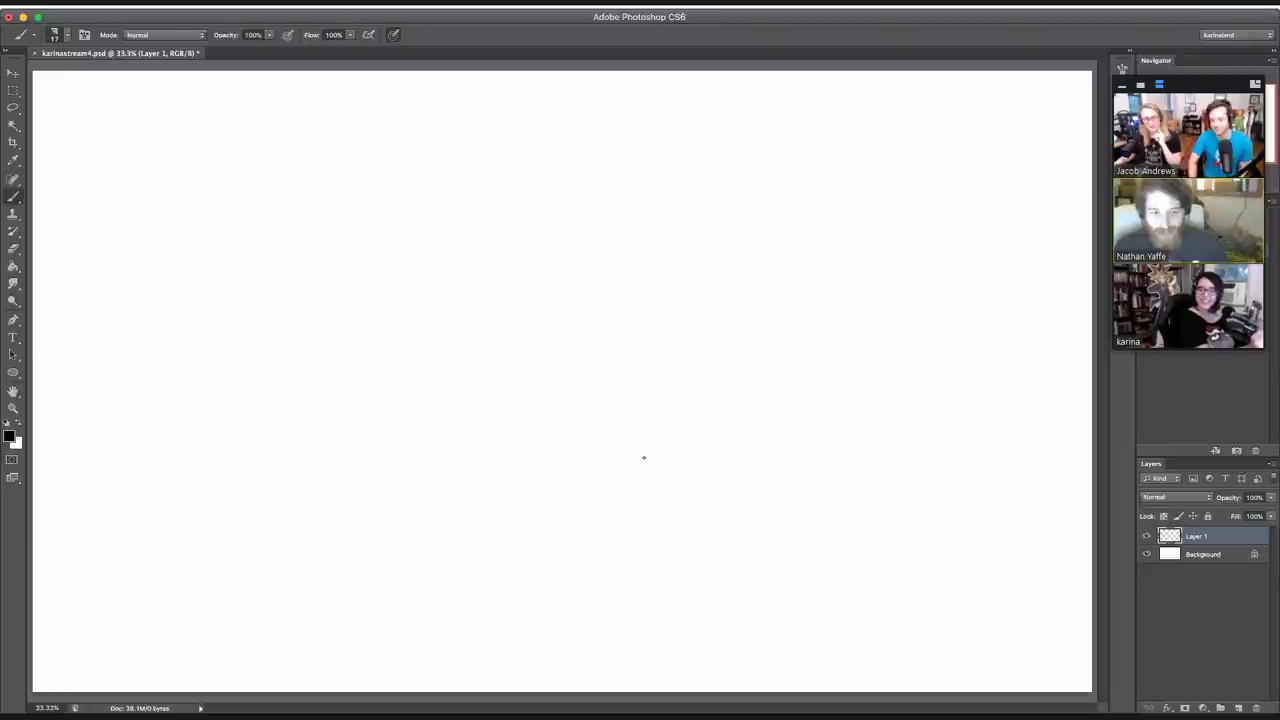 Adobe Photoshop CS6
17
Mode: Normal
Opacity: 100%
Flow: 100%
karinaland
karinastream4.psd @ 33.3% (Layer 1, RGB/8) *
Navigator
Jacob Andrews
Nathan Yaffe
karina
Layers
Kind
Normal
Opacity: 100%
Lock:
Fill: 100%
Layer 1
Background
33.33%
Doc: 38.1M/0 bytes